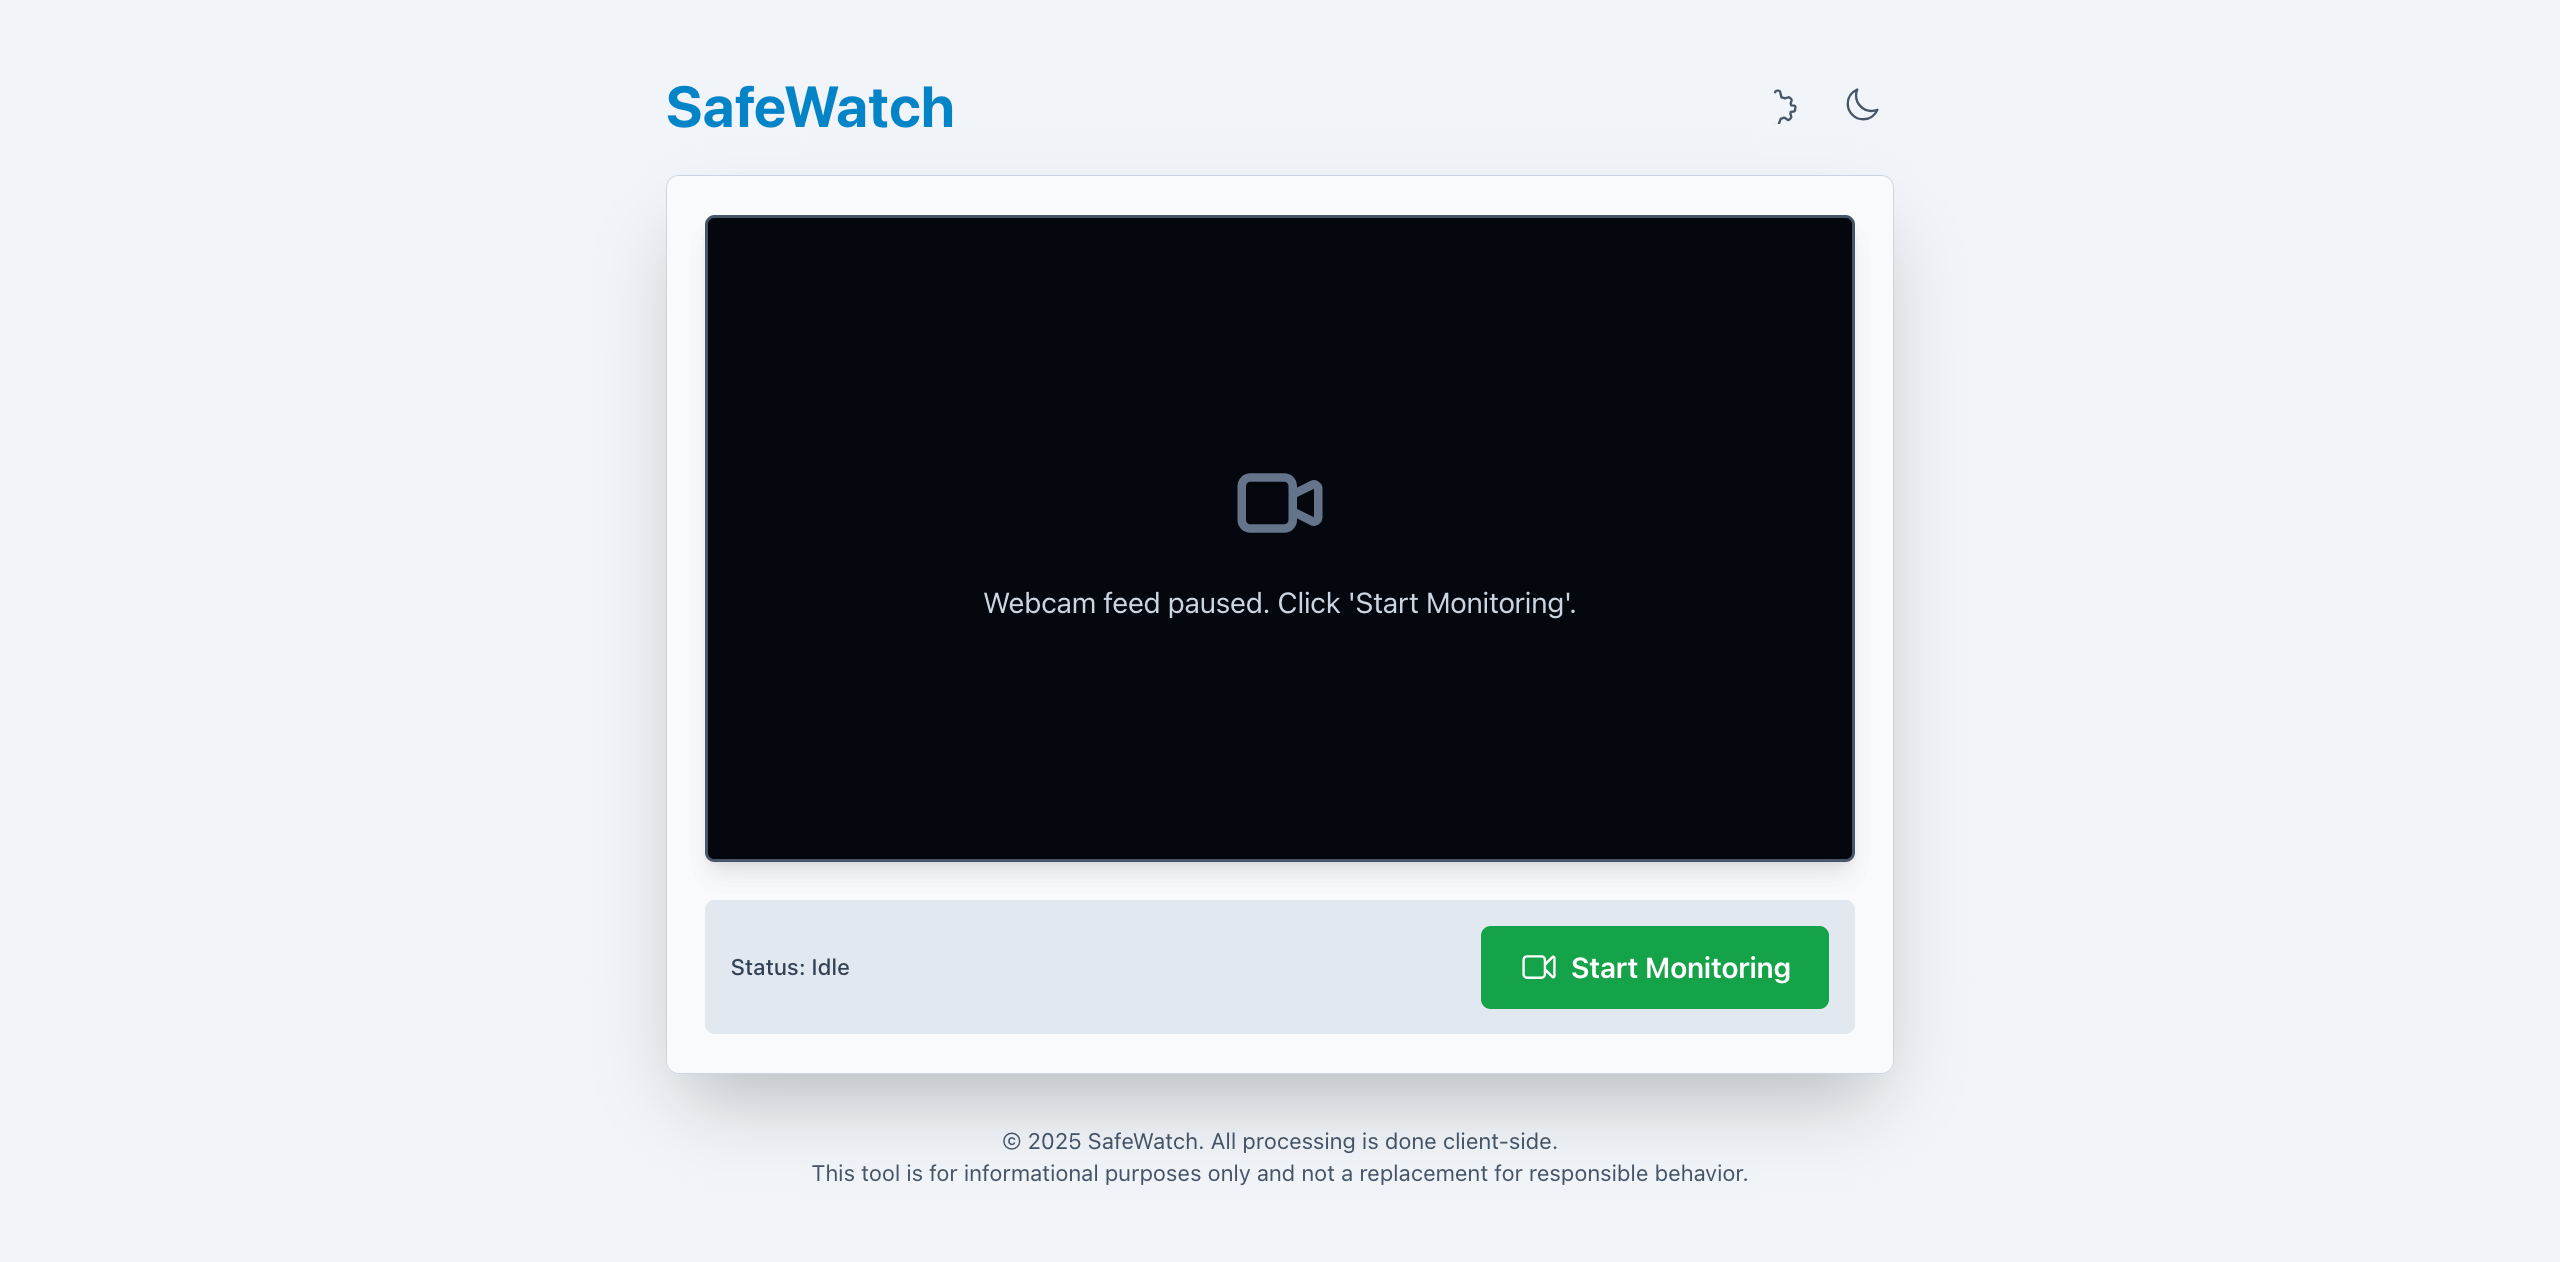 SafeWatch
Webcam feed paused. Click 'Start Monitoring'.
Status: Idle
Start Monitoring
© 2025 SafeWatch. All processing is done client-side.
This tool is for informational purposes only and not a replacement for responsible behavior.